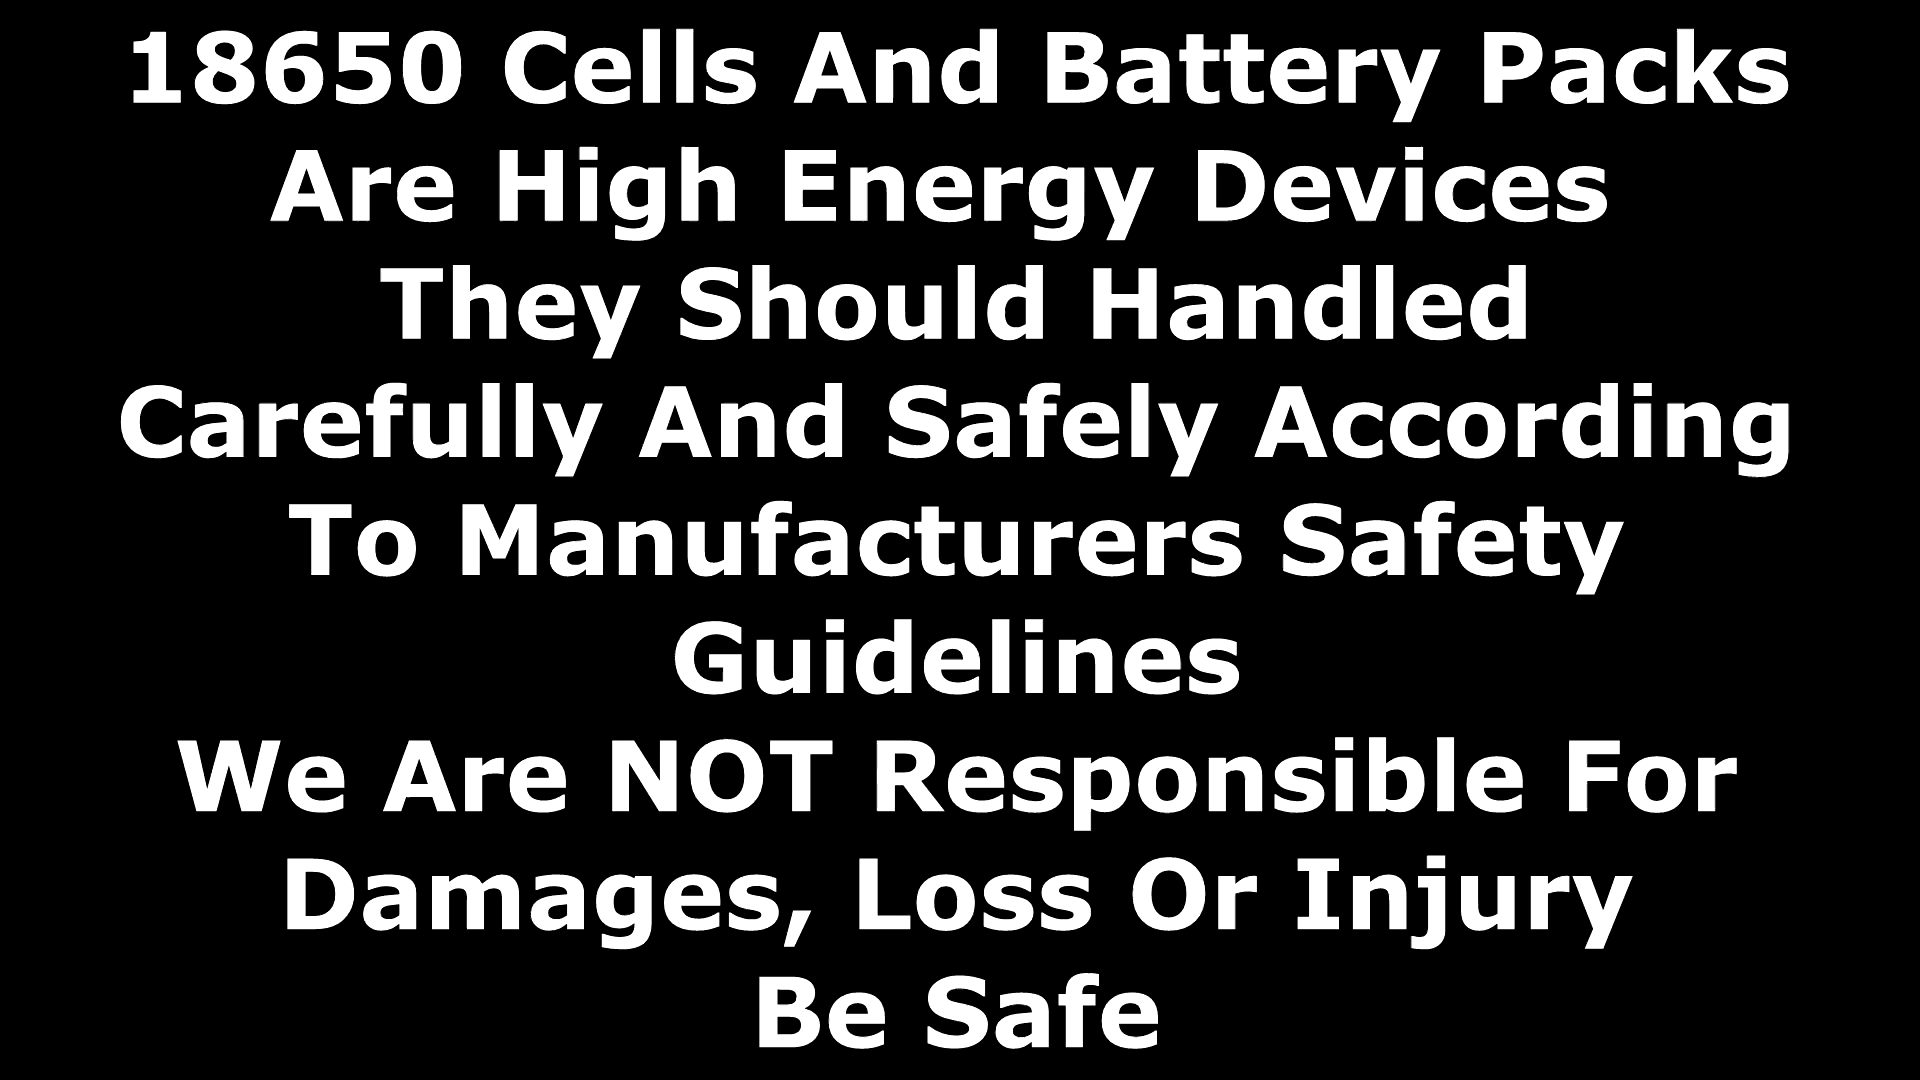 18650 Cells And Battery Packs
Are High Energy Devices
They Should Handled
Carefully And Safely According
To Manufacturers Safety
Guidelines
We Are NOT Responsible For
Damages, Loss Or Injury
Be Safe